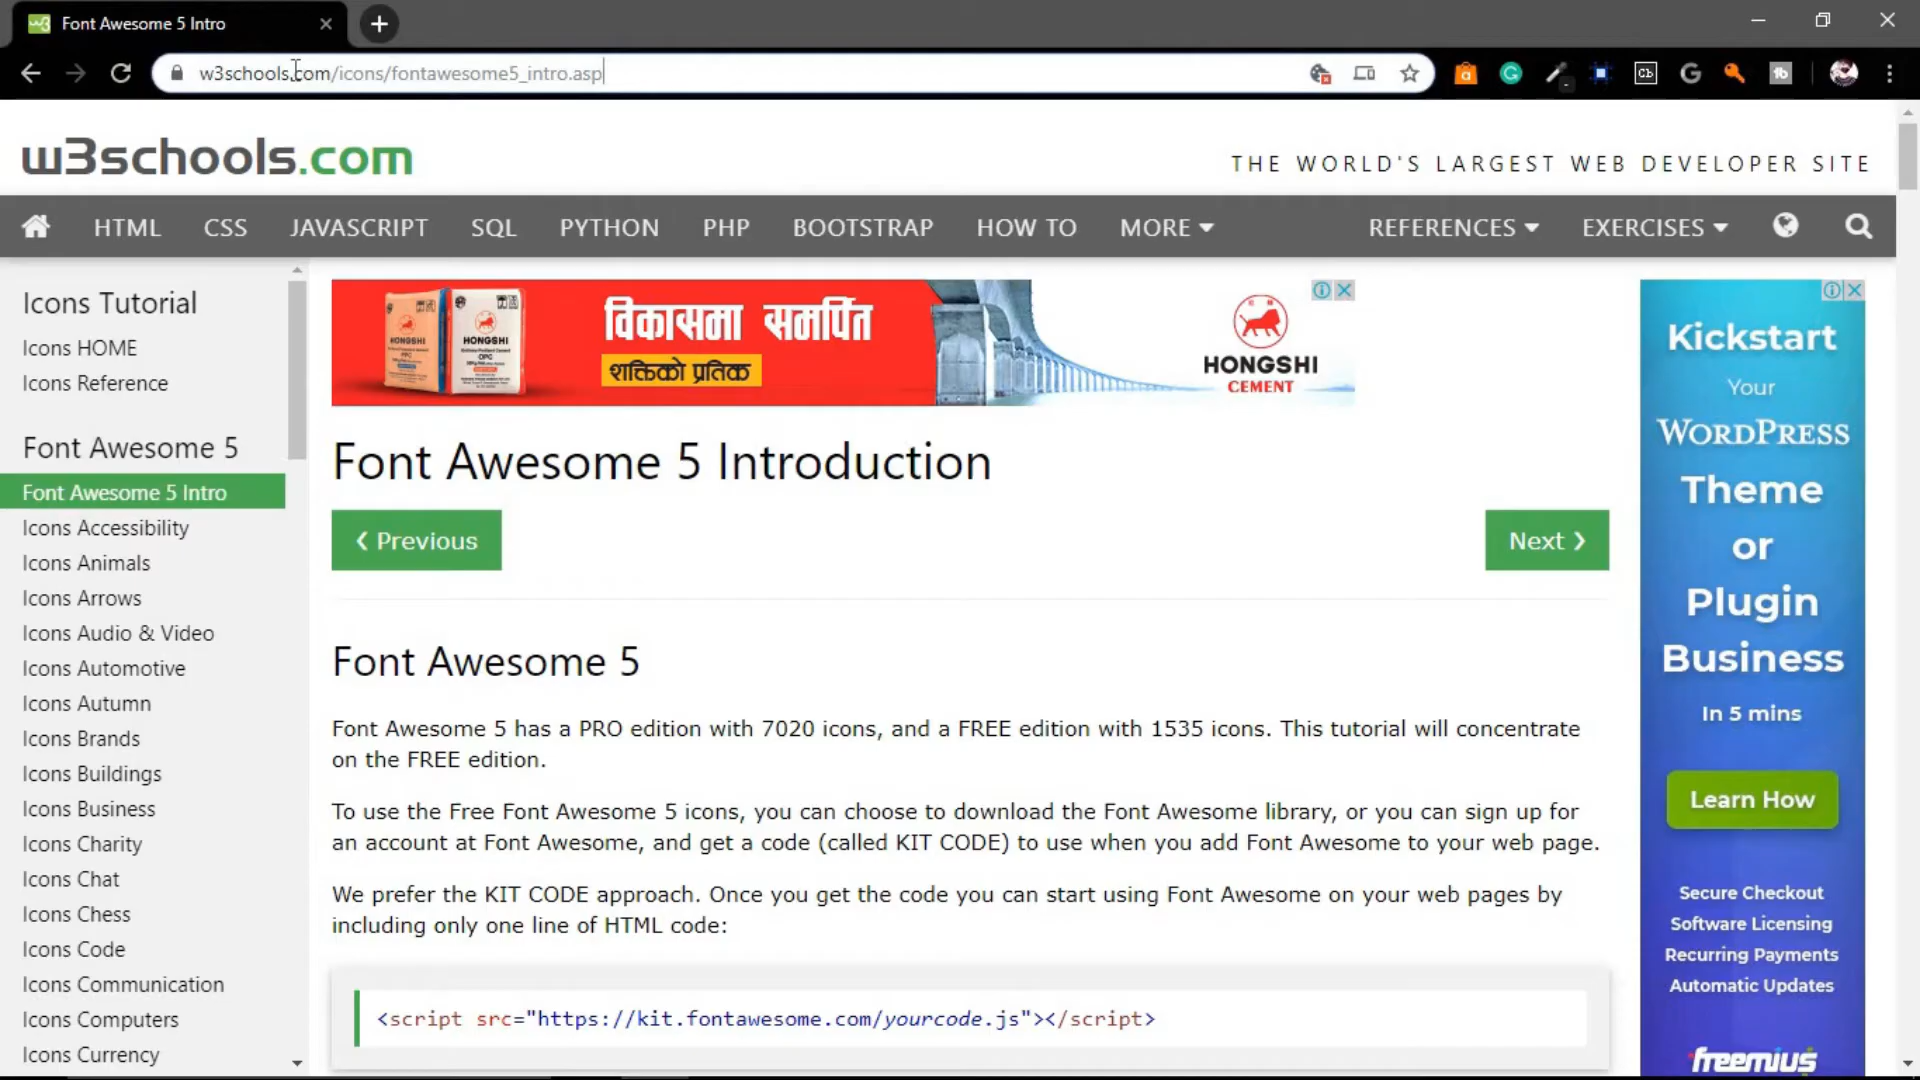 Font Awesome 5 Intro
w3schools.com/icons/fontawesome5_intro.asp
w3schools.com
THE WORLD'S LARGEST WEB DEVELOPER SITE
HTML CSS JAVASCRIPT SQL PYTHON PHP BOOTSTRAP HOW TO MORE REFERENCES EXERCISES
Icons Tutorial
Icons HOME
Icons Reference
Font Awesome 5
Font Awesome 5 Intro
Icons Accessibility
Icons Animals
Icons Arrows
Icons Audio & Video
Icons Automotive
Icons Autumn
Icons Brands
Icons Buildings
Icons Business
Icons Charity
Icons Chat
Icons Chess
Icons Code
Icons Communication
Icons Computers
Icons Currency
HONGSHI
OPC
HONGSHI
OPC
विकासमा समर्पित
शक्तिको प्रतिक
HONGSHI
CEMENT
Font Awesome 5 Introduction
❮ Previous
Next ❯
Font Awesome 5
Font Awesome 5 has a PRO edition with 7020 icons, and a FREE edition with 1535 icons. This tutorial will concentrate
on the FREE edition.
To use the Free Font Awesome 5 icons, you can choose to download the Font Awesome library, or you can sign up for
an account at Font Awesome, and get a code (called KIT CODE) to use when you add Font Awesome to your web page.
We prefer the KIT CODE approach. Once you get the code you can start using Font Awesome on your web pages by
including only one line of HTML code:
<script src="https://kit.fontawesome.com/yourcode.js"></script>
Kickstart
Your
WORDPRESS
Theme
or
Plugin
Business
In 5 mins
Learn How
Secure Checkout
Software Licensing
Recurring Payments
Automatic Updates
freemius